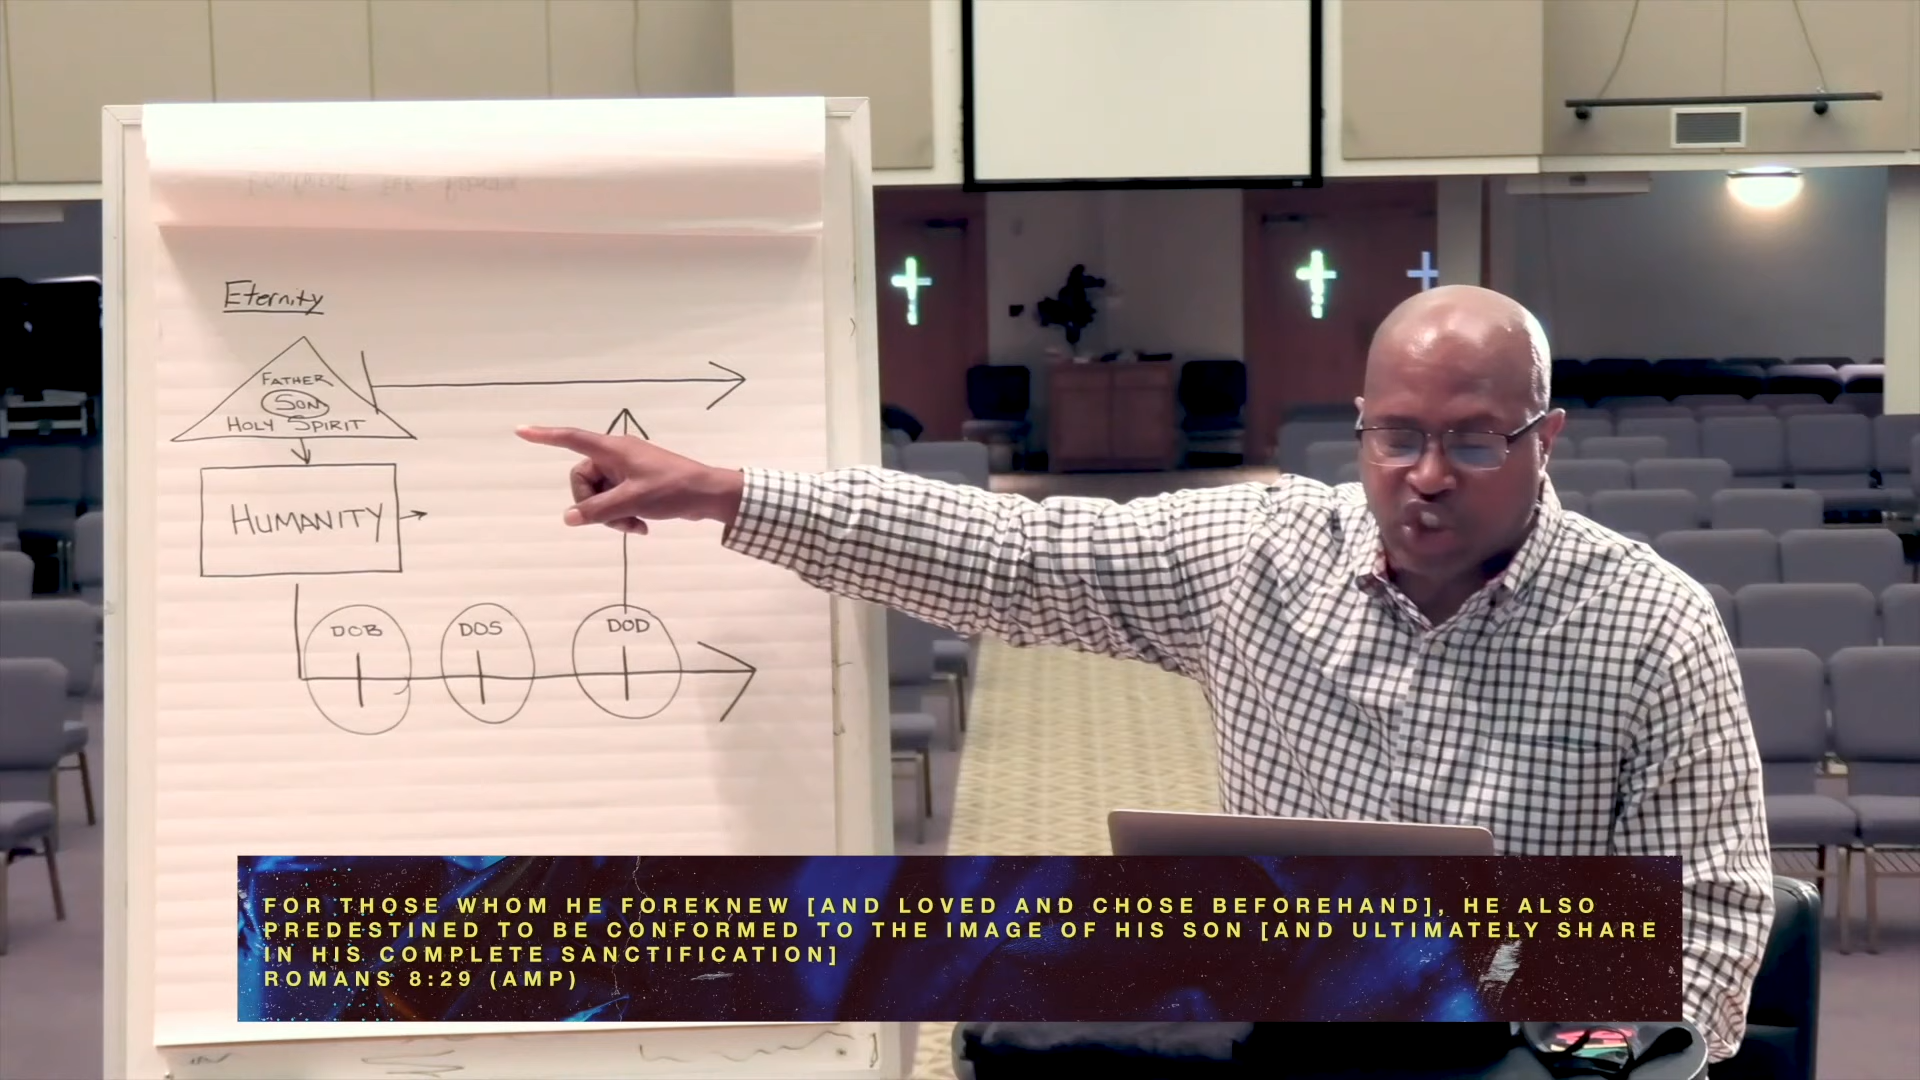 Eternity
FATHER
SON
HOLY SPIRIT
HUMANITY
DOB
DOS
DOD
FOR THOSE WHOM HE FOREKNEW [AND LOVED AND CHOSE BEFOREHAND], HE ALSO
PREDESTINED TO BE CONFORMED TO THE IMAGE OF HIS SON [AND ULTIMATELY SHARE
IN HIS COMPLETE SANCTIFICATION]
ROMANS 8:29 (AMP)